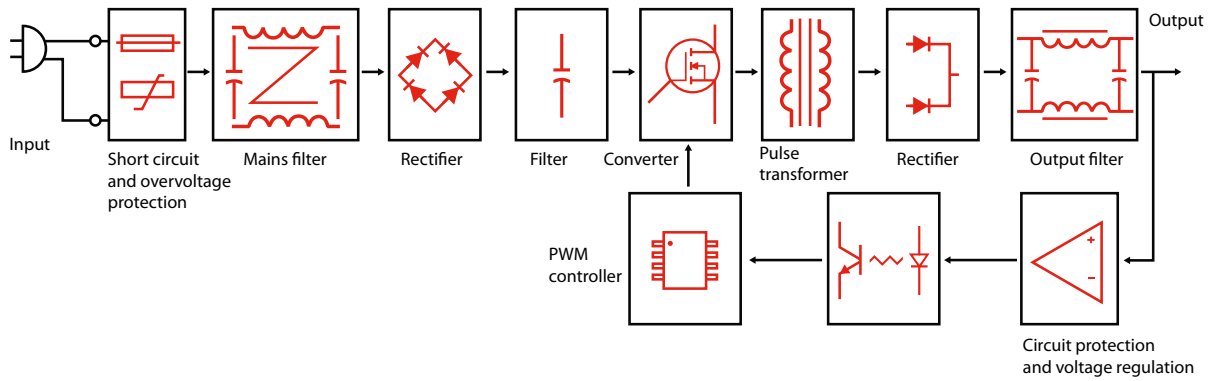 Output
Input
Short circuit
and overvoltage
protection
Mains filter
Rectifier
Filter
Converter
Pulse
transformer
Rectifier
Output filter
PWM
controller
+
−
Circuit protection
and voltage regulation